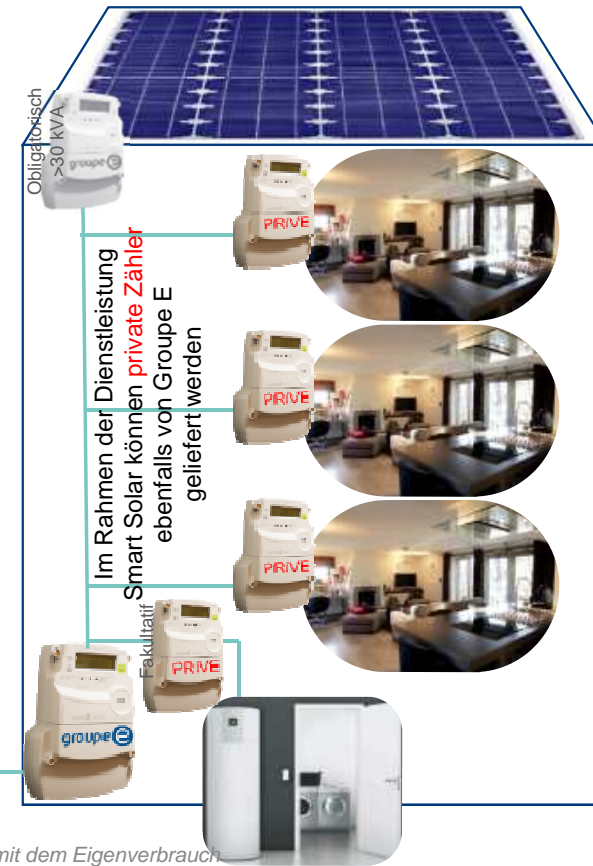 Obligatorisch
>30 kVA
groupe e
PRIVE
Im Rahmen der Dienstleistung
Smart Solar können private Zähler
ebenfalls von Groupe E
geliefert werden
PRIVE
PRIVE
Fakultatif
PRIVE
groupe e
mit dem Eigenverbrauch